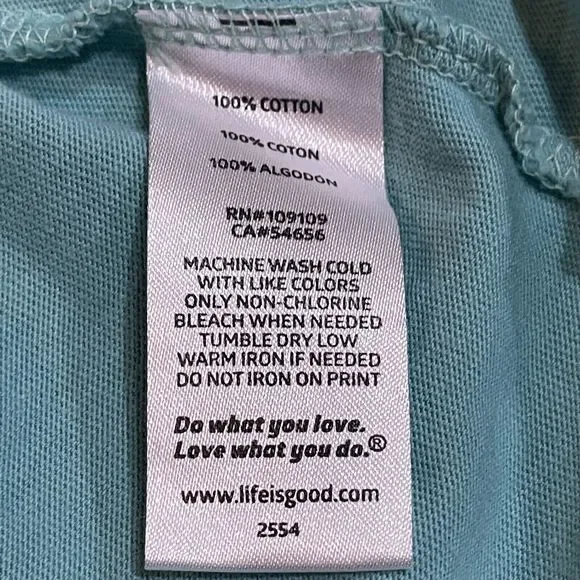 100% COTTON
100% COTON
100% ALGODON
RN#109109
CA#54656
MACHINE WASH COLD
WITH LIKE COLORS
ONLY NON-CHLORINE
BLEACH WHEN NEEDED
TUMBLE DRY LOW
WARM IRON IF NEEDED
DO NOT IRON ON PRINT
Do what you love.
Love what you do.®
www.lifeisgood.com
2554